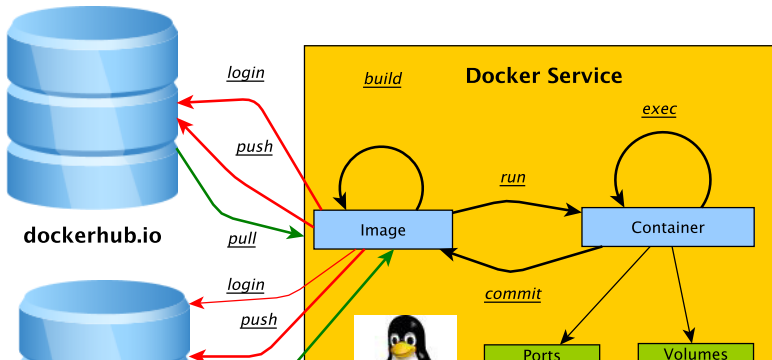 login
build
Docker Service
exec
push
run
Image
Container
dockerhub.io
pull
login
commit
push
Ports
Volumes